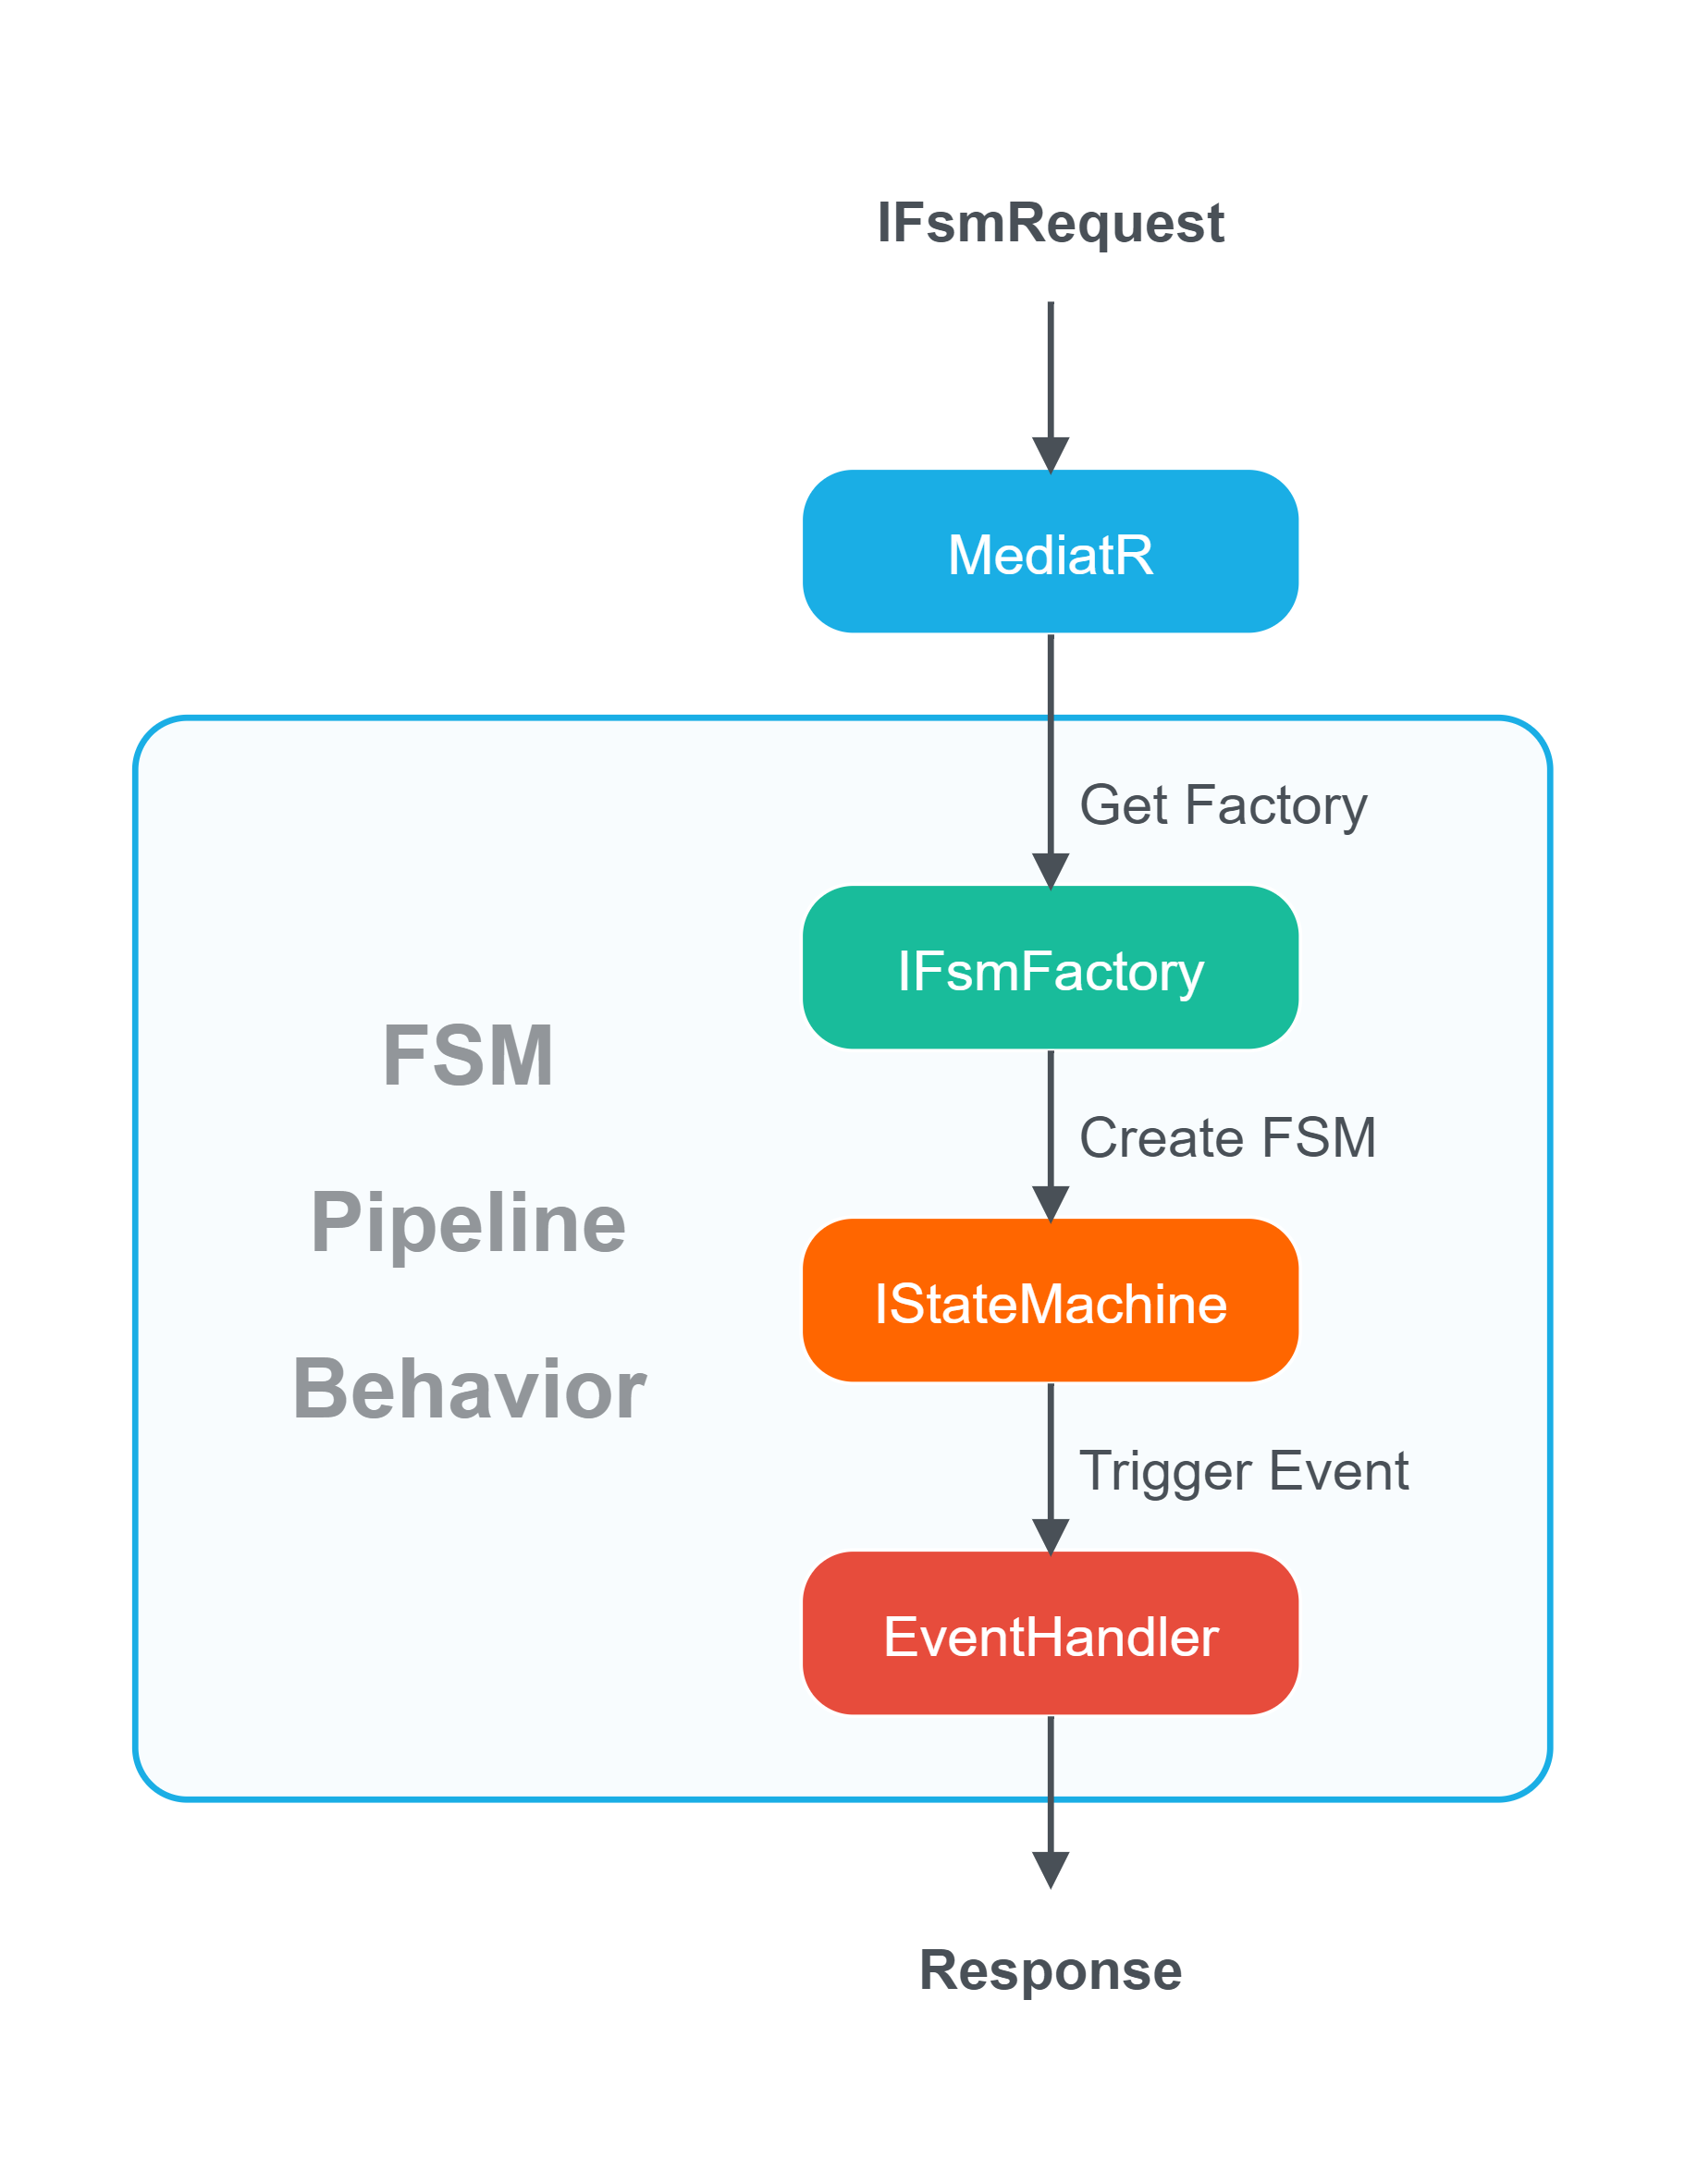 IFsmRequest
MediatR
Get Factory
IFsmFactory
FSM
Pipeline
Behavior
Create FSM
IStateMachine
Trigger Event
EventHandler
Response